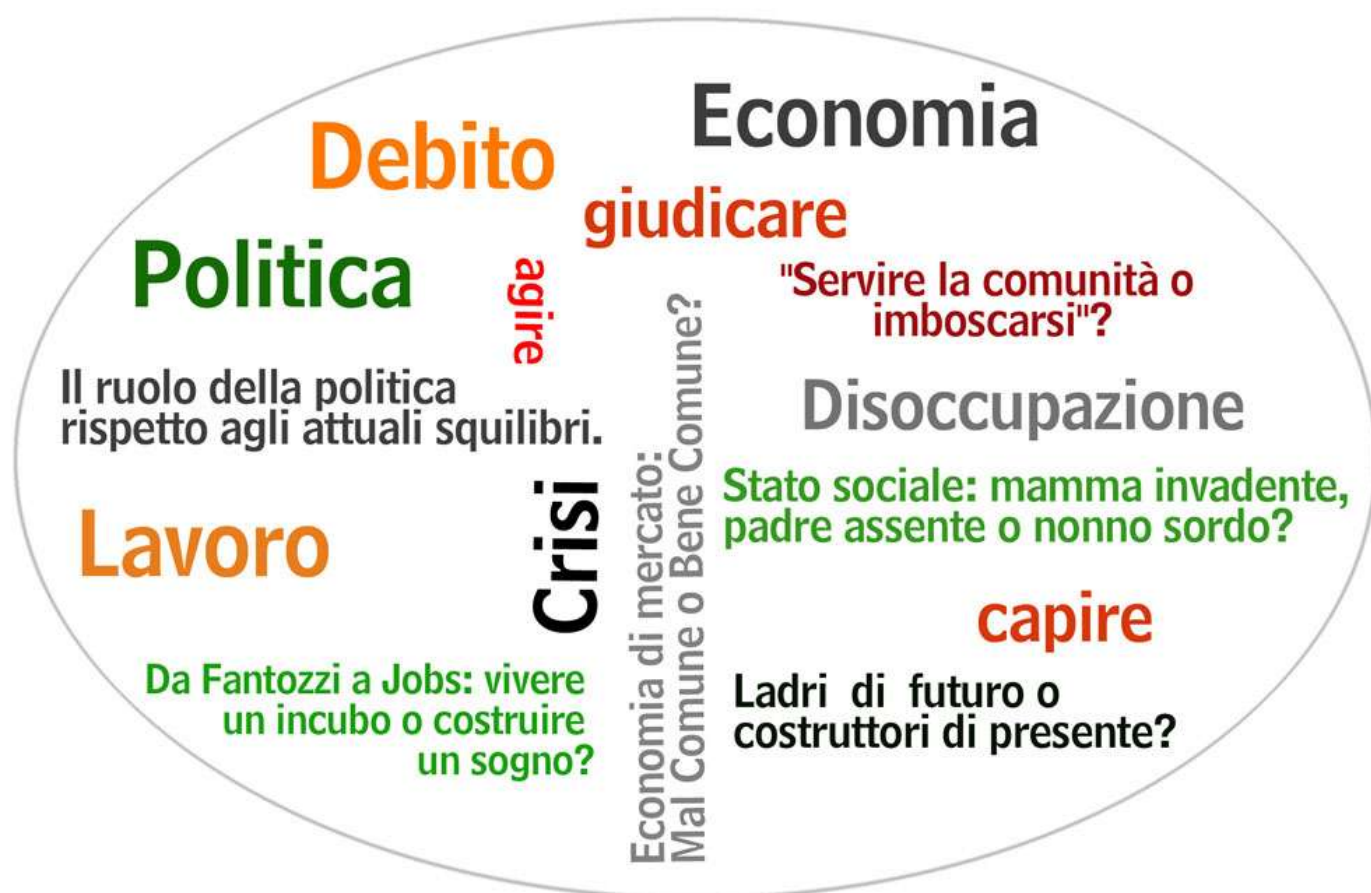 Economia
Debito
giudicare
Politica
agire
"Servire la comunità o
imboscarsi"?
Il ruolo della politica
rispetto agli attuali squilibri.
Disoccupazione
Crisi
Economia di mercato:
Mal Comune o Bene Comune?
Stato sociale: mamma invadente,
padre assente o nonno sordo?
Lavoro
capire
Da Fantozzi a Jobs: vivere
un incubo o costruire
un sogno?
Ladri di futuro o
costruttori di presente?